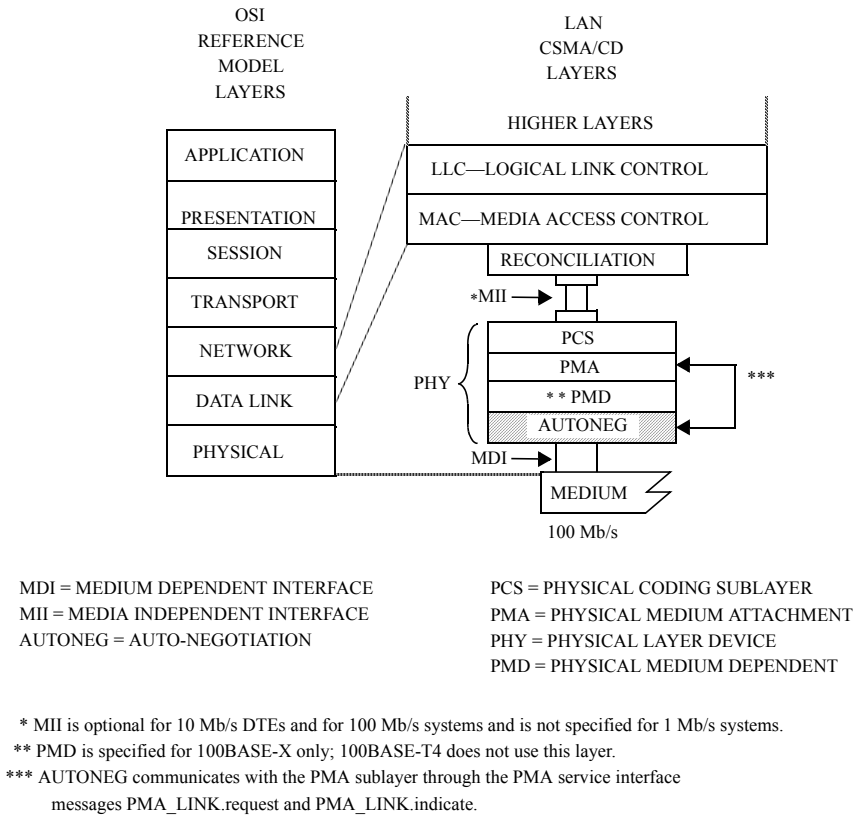 OSI
REFERENCE
MODEL
LAYERS
APPLICATION
PRESENTATION
SESSION
TRANSPORT
NETWORK
DATA LINK
PHYSICAL
LAN
CSMA/CD
LAYERS
HIGHER LAYERS
LLC—LOGICAL LINK CONTROL
MAC—MEDIA ACCESS CONTROL
RECONCILIATION
*MII
PCS
PMA
***
PHY
** PMD
AUTONEG
MDI
MEDIUM
100 Mb/s
MDI = MEDIUM DEPENDENT INTERFACE
MII = MEDIA INDEPENDENT INTERFACE
AUTONEG = AUTO-NEGOTIATION
PCS = PHYSICAL CODING SUBLAYER
PMA = PHYSICAL MEDIUM ATTACHMENT
PHY = PHYSICAL LAYER DEVICE
PMD = PHYSICAL MEDIUM DEPENDENT
* MII is optional for 10 Mb/s DTEs and for 100 Mb/s systems and is not specified for 1 Mb/s systems.
** PMD is specified for 100BASE-X only; 100BASE-T4 does not use this layer.
*** AUTONEG communicates with the PMA sublayer through the PMA service interface
messages PMA_LINK.request and PMA_LINK.indicate.